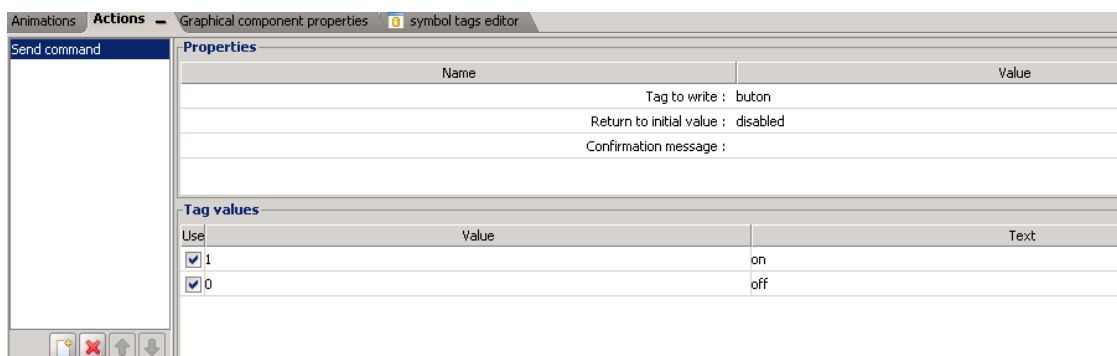 Animations Actions Graphical component properties symbol tags editor
Send command
Properties
Name Value
Tag to write : buton
Return to initial value : disabled
Confirmation message :
Tag values
Use Value Text
1 on
0 off